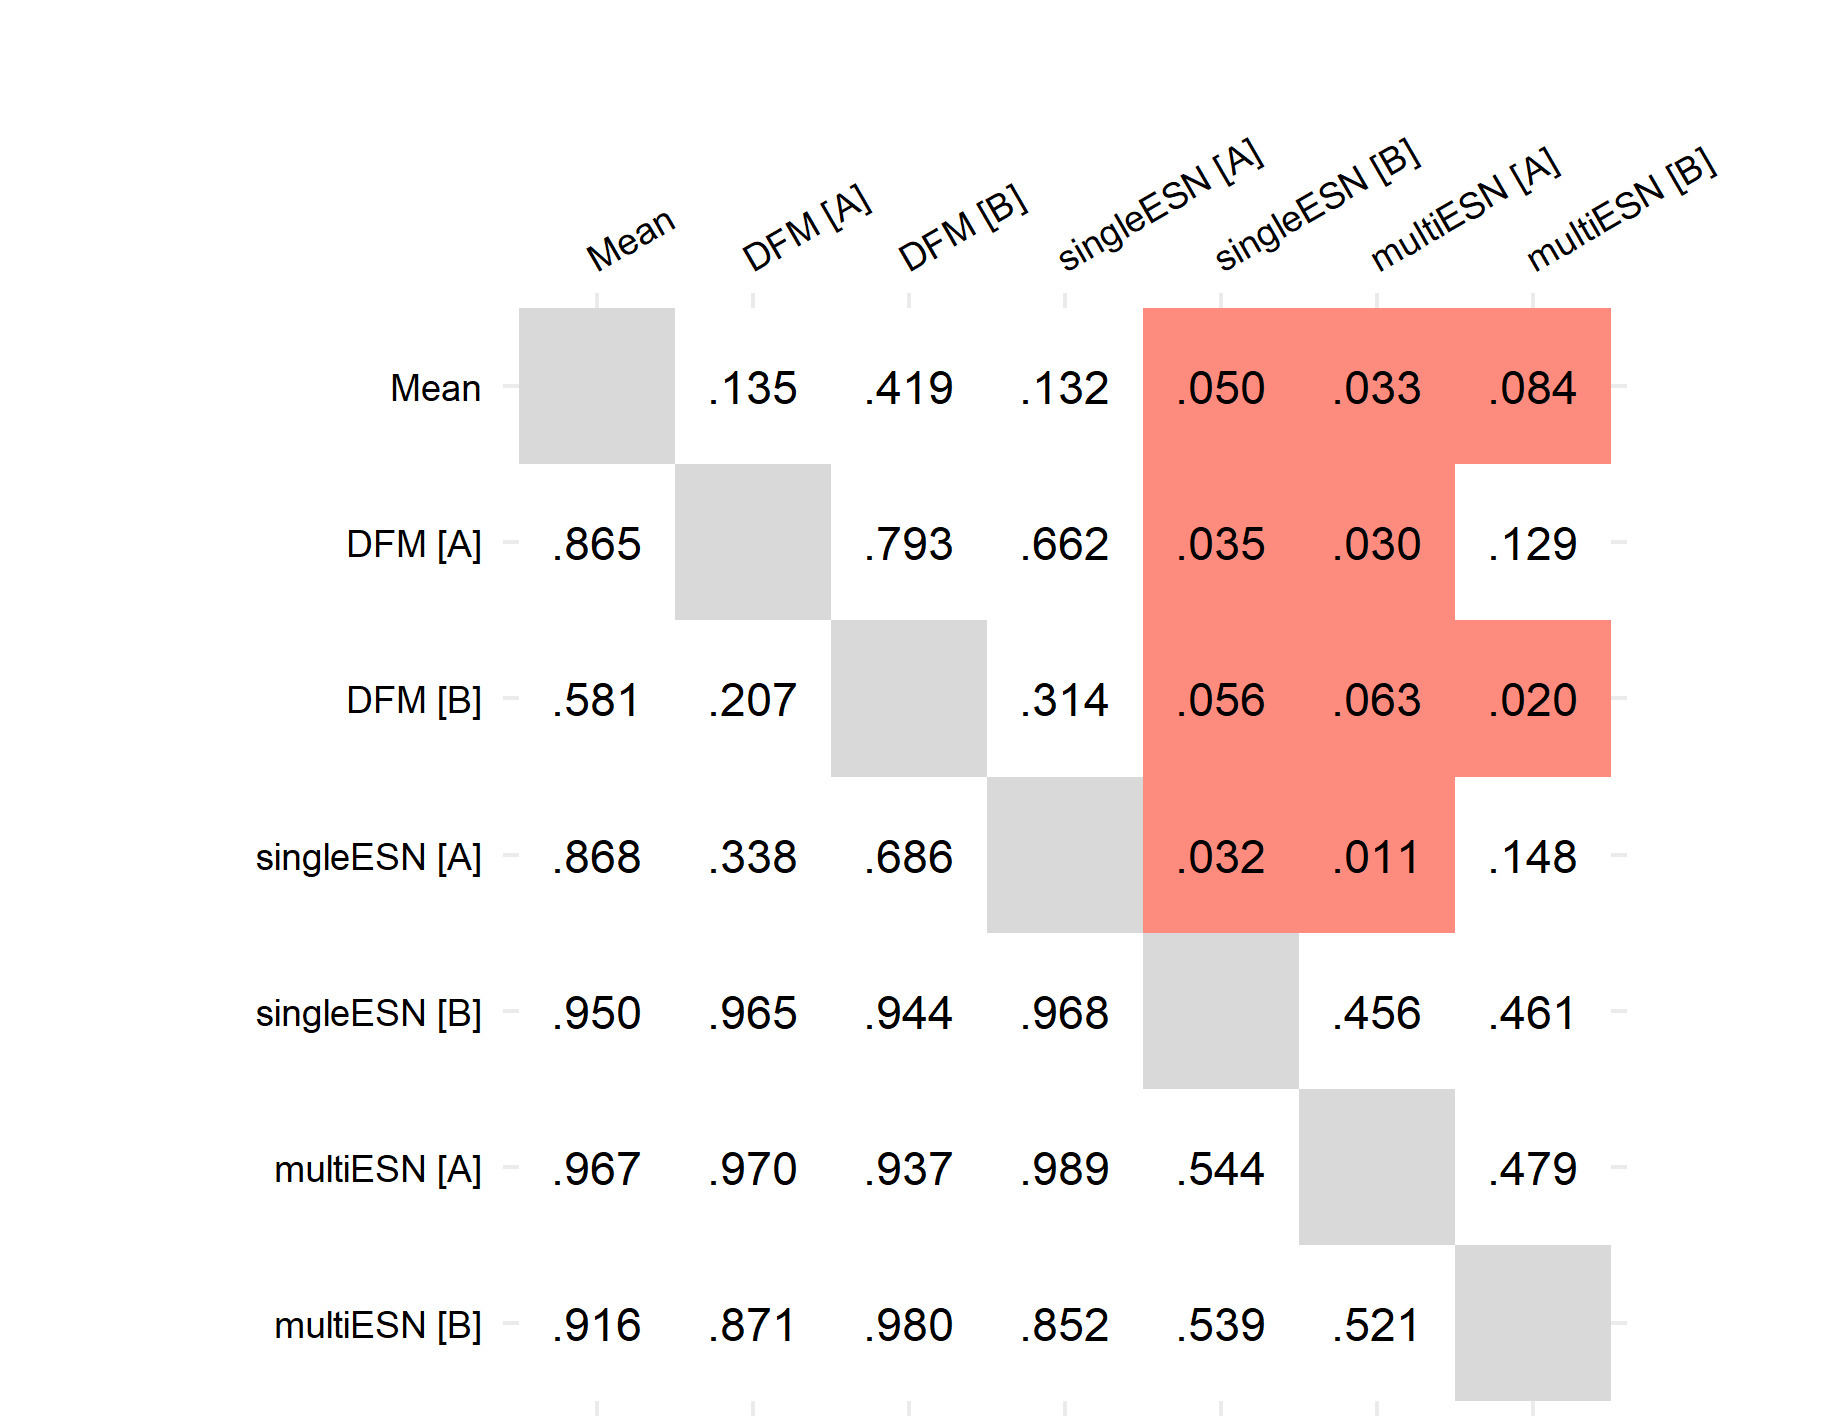 Mean DFM [A] DFM [B] singleESN [A] singleESN [B] multiESN [A] multiESN [B]
Mean .135 .419 .132 .050 .033 .084
DFM [A] .865 .793 .662 .035 .030 .129
DFM [B] .581 .207 .314 .056 .063 .020
singleESN [A] .868 .338 .686 .032 .011 .148
singleESN [B] .950 .965 .944 .968 .456 .461
multiESN [A] .967 .970 .937 .989 .544 .479
multiESN [B] .916 .871 .980 .852 .539 .521